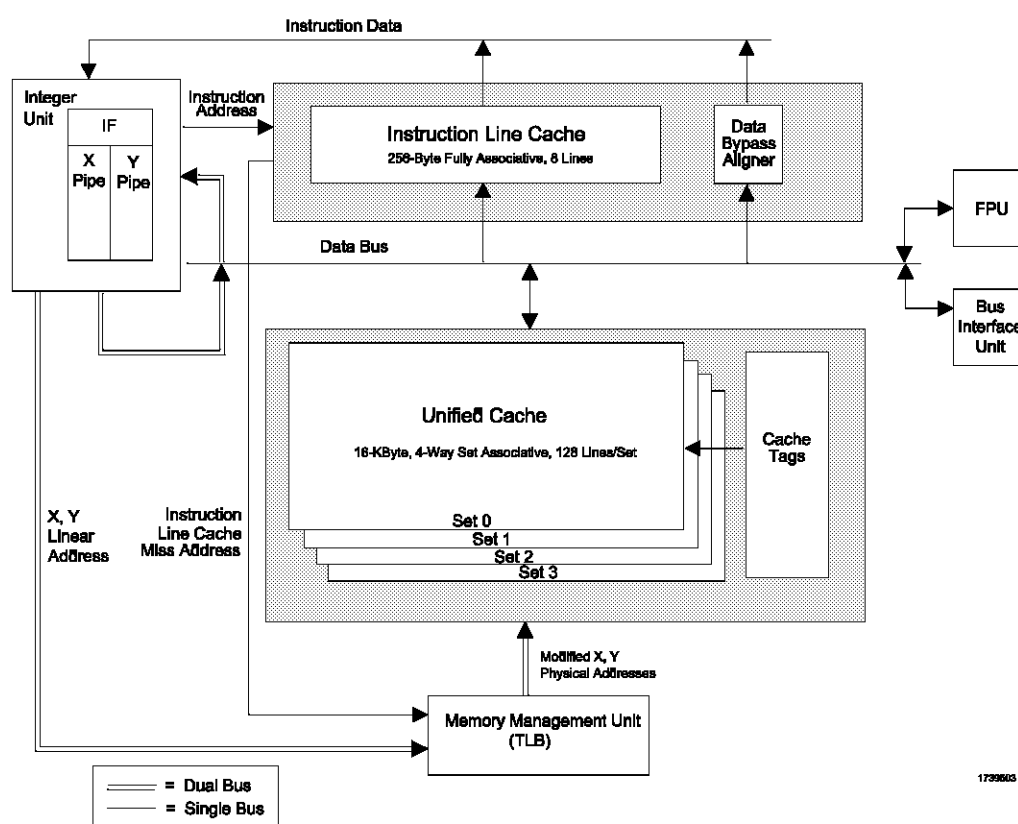 Instruction Data
Integer
Unit
IF
X
Pipe
Y
Pipe
Instruction
Address
Instruction Line Cache
256-Byte Fully Associative, 8 Lines
Data
Bypass
Aligner
FPU
Data Bus
Bus
Interface
Unit
Unified Cache
16-KByte, 4-Way Set Associative, 128 Lines/Set
Cache
Tags
Set 0
Set 1
Set 2
Set 3
X, Y
Linear
Address
Instruction
Line Cache
Miss Address
Modified X, Y
Physical Addresses
Memory Management Unit
(TLB)
= Dual Bus
= Single Bus
1739603